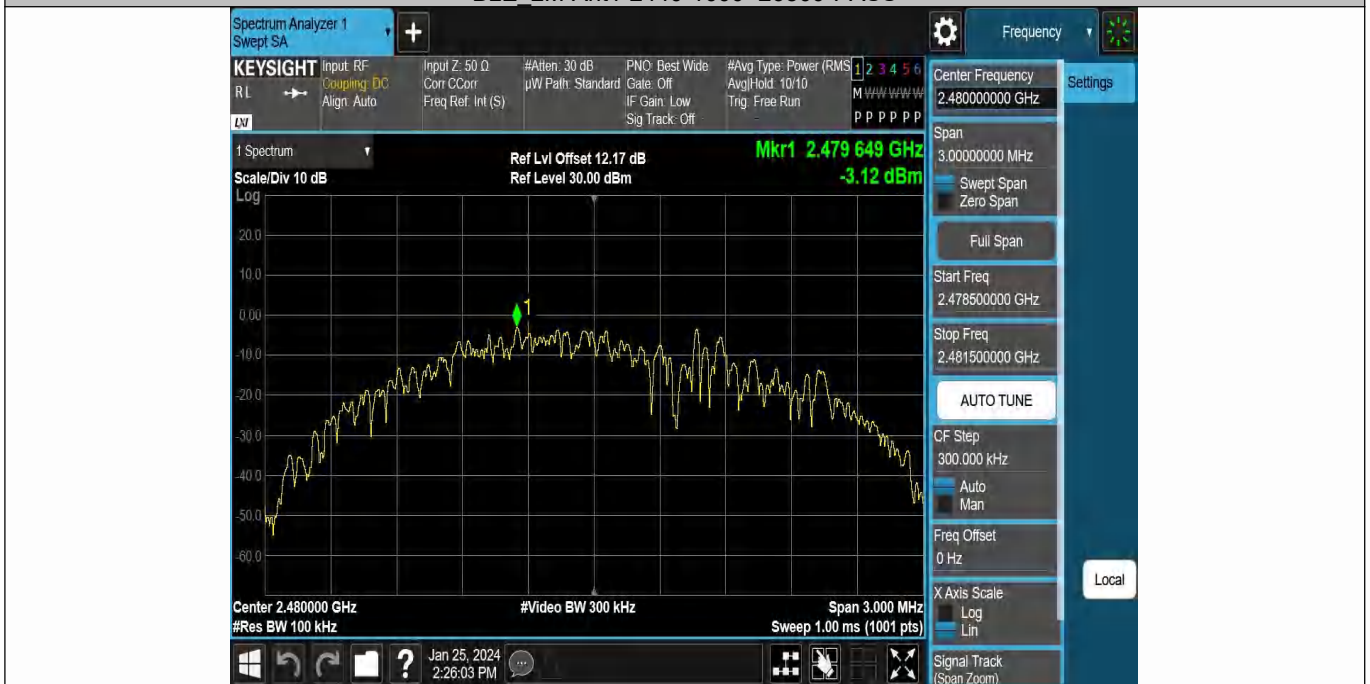 Spectrum Analyzer 1
Swept SA
+
Frequency
KEYSIGHT Input: RF Input Z: 50 Ω #Atten: 30 dB PNO: Best Wide #Avg Type: Power (RMS 1 2 3 4 5 6
RL Coupling: DC Corr CCorr µW Path: Standard Gate: Off Avg|Hold: 10/10 M W W W W W
Align: Auto Freq Ref: Int (S) IF Gain: Low Trig: Free Run
LXI Sig Track: Off P P P P P P
1 Spectrum
Scale/Div 10 dB
Ref Lvl Offset 12.17 dB
Ref Level 30.00 dBm
Mkr1 2.479 649 GHz
-3.12 dBm
Log
20.0
10.0
0.00
-10.0
-20.0
-30.0
-40.0
-50.0
-60.0
1
Center 2.480000 GHz #Video BW 300 kHz Span 3.000 MHz
#Res BW 100 kHz Sweep 1.00 ms (1001 pts)
?
Jan 25, 2024
2:26:03 PM
Center Frequency
2.480000000 GHz
Settings
Span
3.00000000 MHz
Swept Span
Zero Span
Full Span
Start Freq
2.478500000 GHz
Stop Freq
2.481500000 GHz
AUTO TUNE
CF Step
300.000 kHz
Auto
Man
Freq Offset
0 Hz
Local
X Axis Scale
Log
Lin
Signal Track
(Span Zoom)